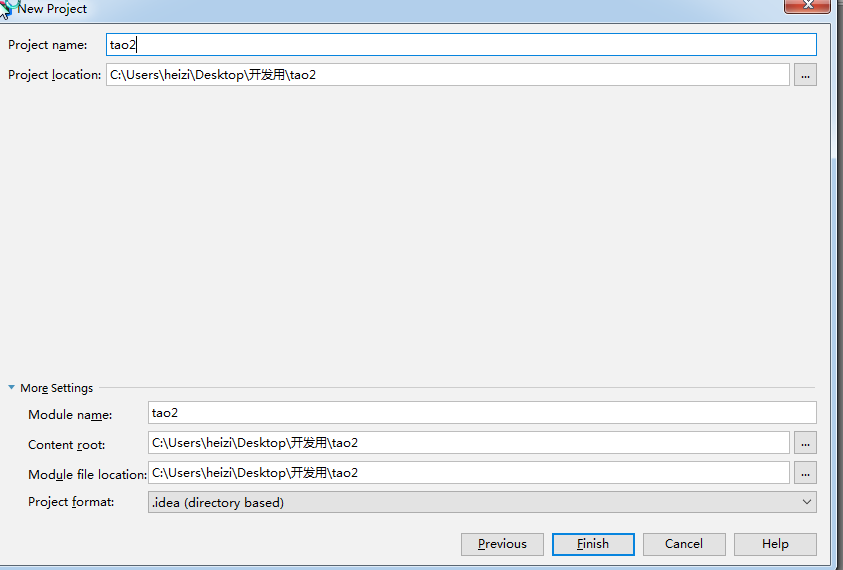 New Project
Project name: tao2
Project location: C:\Users\heizi\Desktop\开发用\tao2 ...
More Settings
Module name: tao2
Content root: C:\Users\heizi\Desktop\开发用\tao2 ...
Module file location: C:\Users\heizi\Desktop\开发用\tao2 ...
Project format: .idea (directory based)
Previous Finish Cancel Help